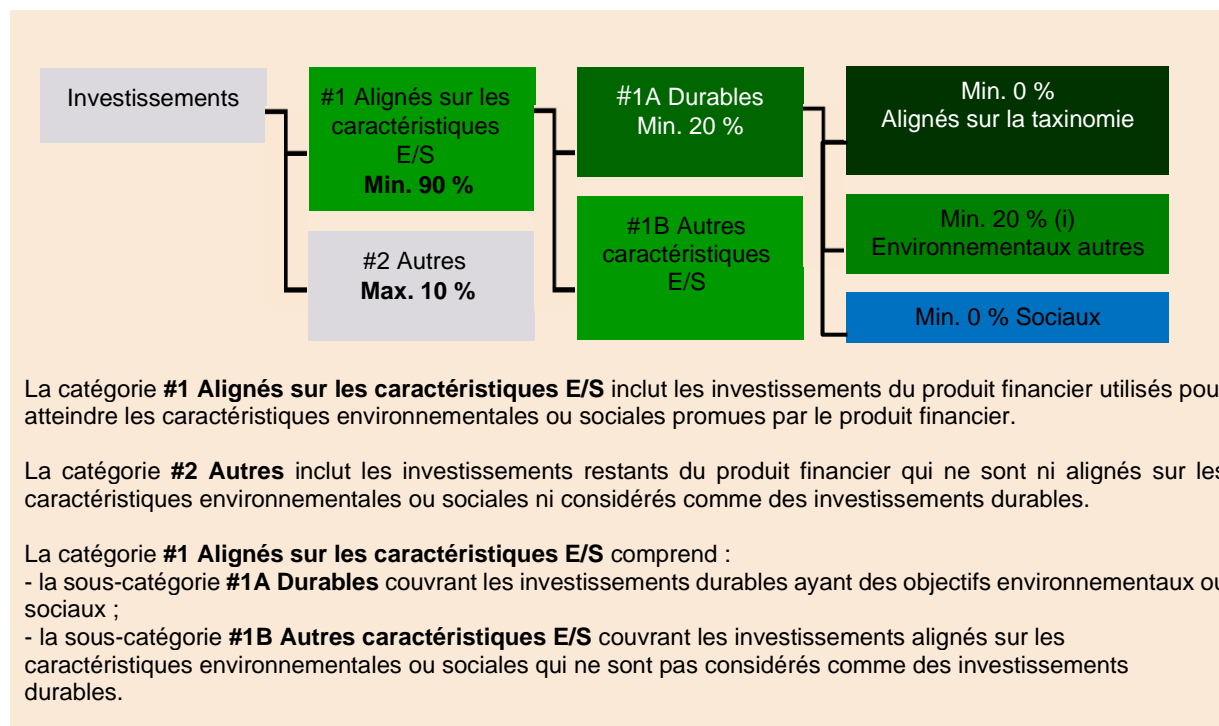 Investissements
#1 Alignés sur les
caractéristiques
E/S
Min. 90 %
#2 Autres
Max. 10 %
#1A Durables
Min. 20 %
#1B Autres
caractéristiques
E/S
Min. 0 %
Alignés sur la taxinomie
Min. 20 % (i)
Environnementaux autres
Min. 0 % Sociaux
La catégorie #1 Alignés sur les caractéristiques E/S inclut les investissements du produit financier utilisés pou
atteindre les caractéristiques environnementales ou sociales promues par le produit financier.
La catégorie #2 Autres inclut les investissements restants du produit financier qui ne sont ni alignés sur les
caractéristiques environnementales ou sociales ni considérés comme des investissements durables.
La catégorie #1 Alignés sur les caractéristiques E/S comprend :
- la sous-catégorie #1A Durables couvrant les investissements durables ayant des objectifs environnementaux ou
sociaux ;
- la sous-catégorie #1B Autres caractéristiques E/S couvrant les investissements alignés sur les
caractéristiques environnementales ou sociales qui ne sont pas considérés comme des investissements
durables.